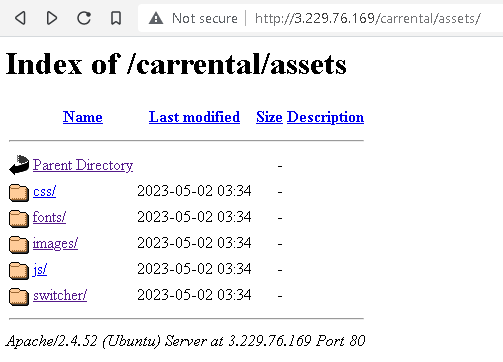 Not secure | http://3.229.76.169/carrental/assets/
Index of /carrental/assets
Name Last modified Size Description
Parent Directory -
css/ 2023-05-02 03:34 -
fonts/ 2023-05-02 03:34 -
images/ 2023-05-02 03:34 -
js/ 2023-05-02 03:34 -
switcher/ 2023-05-02 03:34 -
Apache/2.4.52 (Ubuntu) Server at 3.229.76.169 Port 80